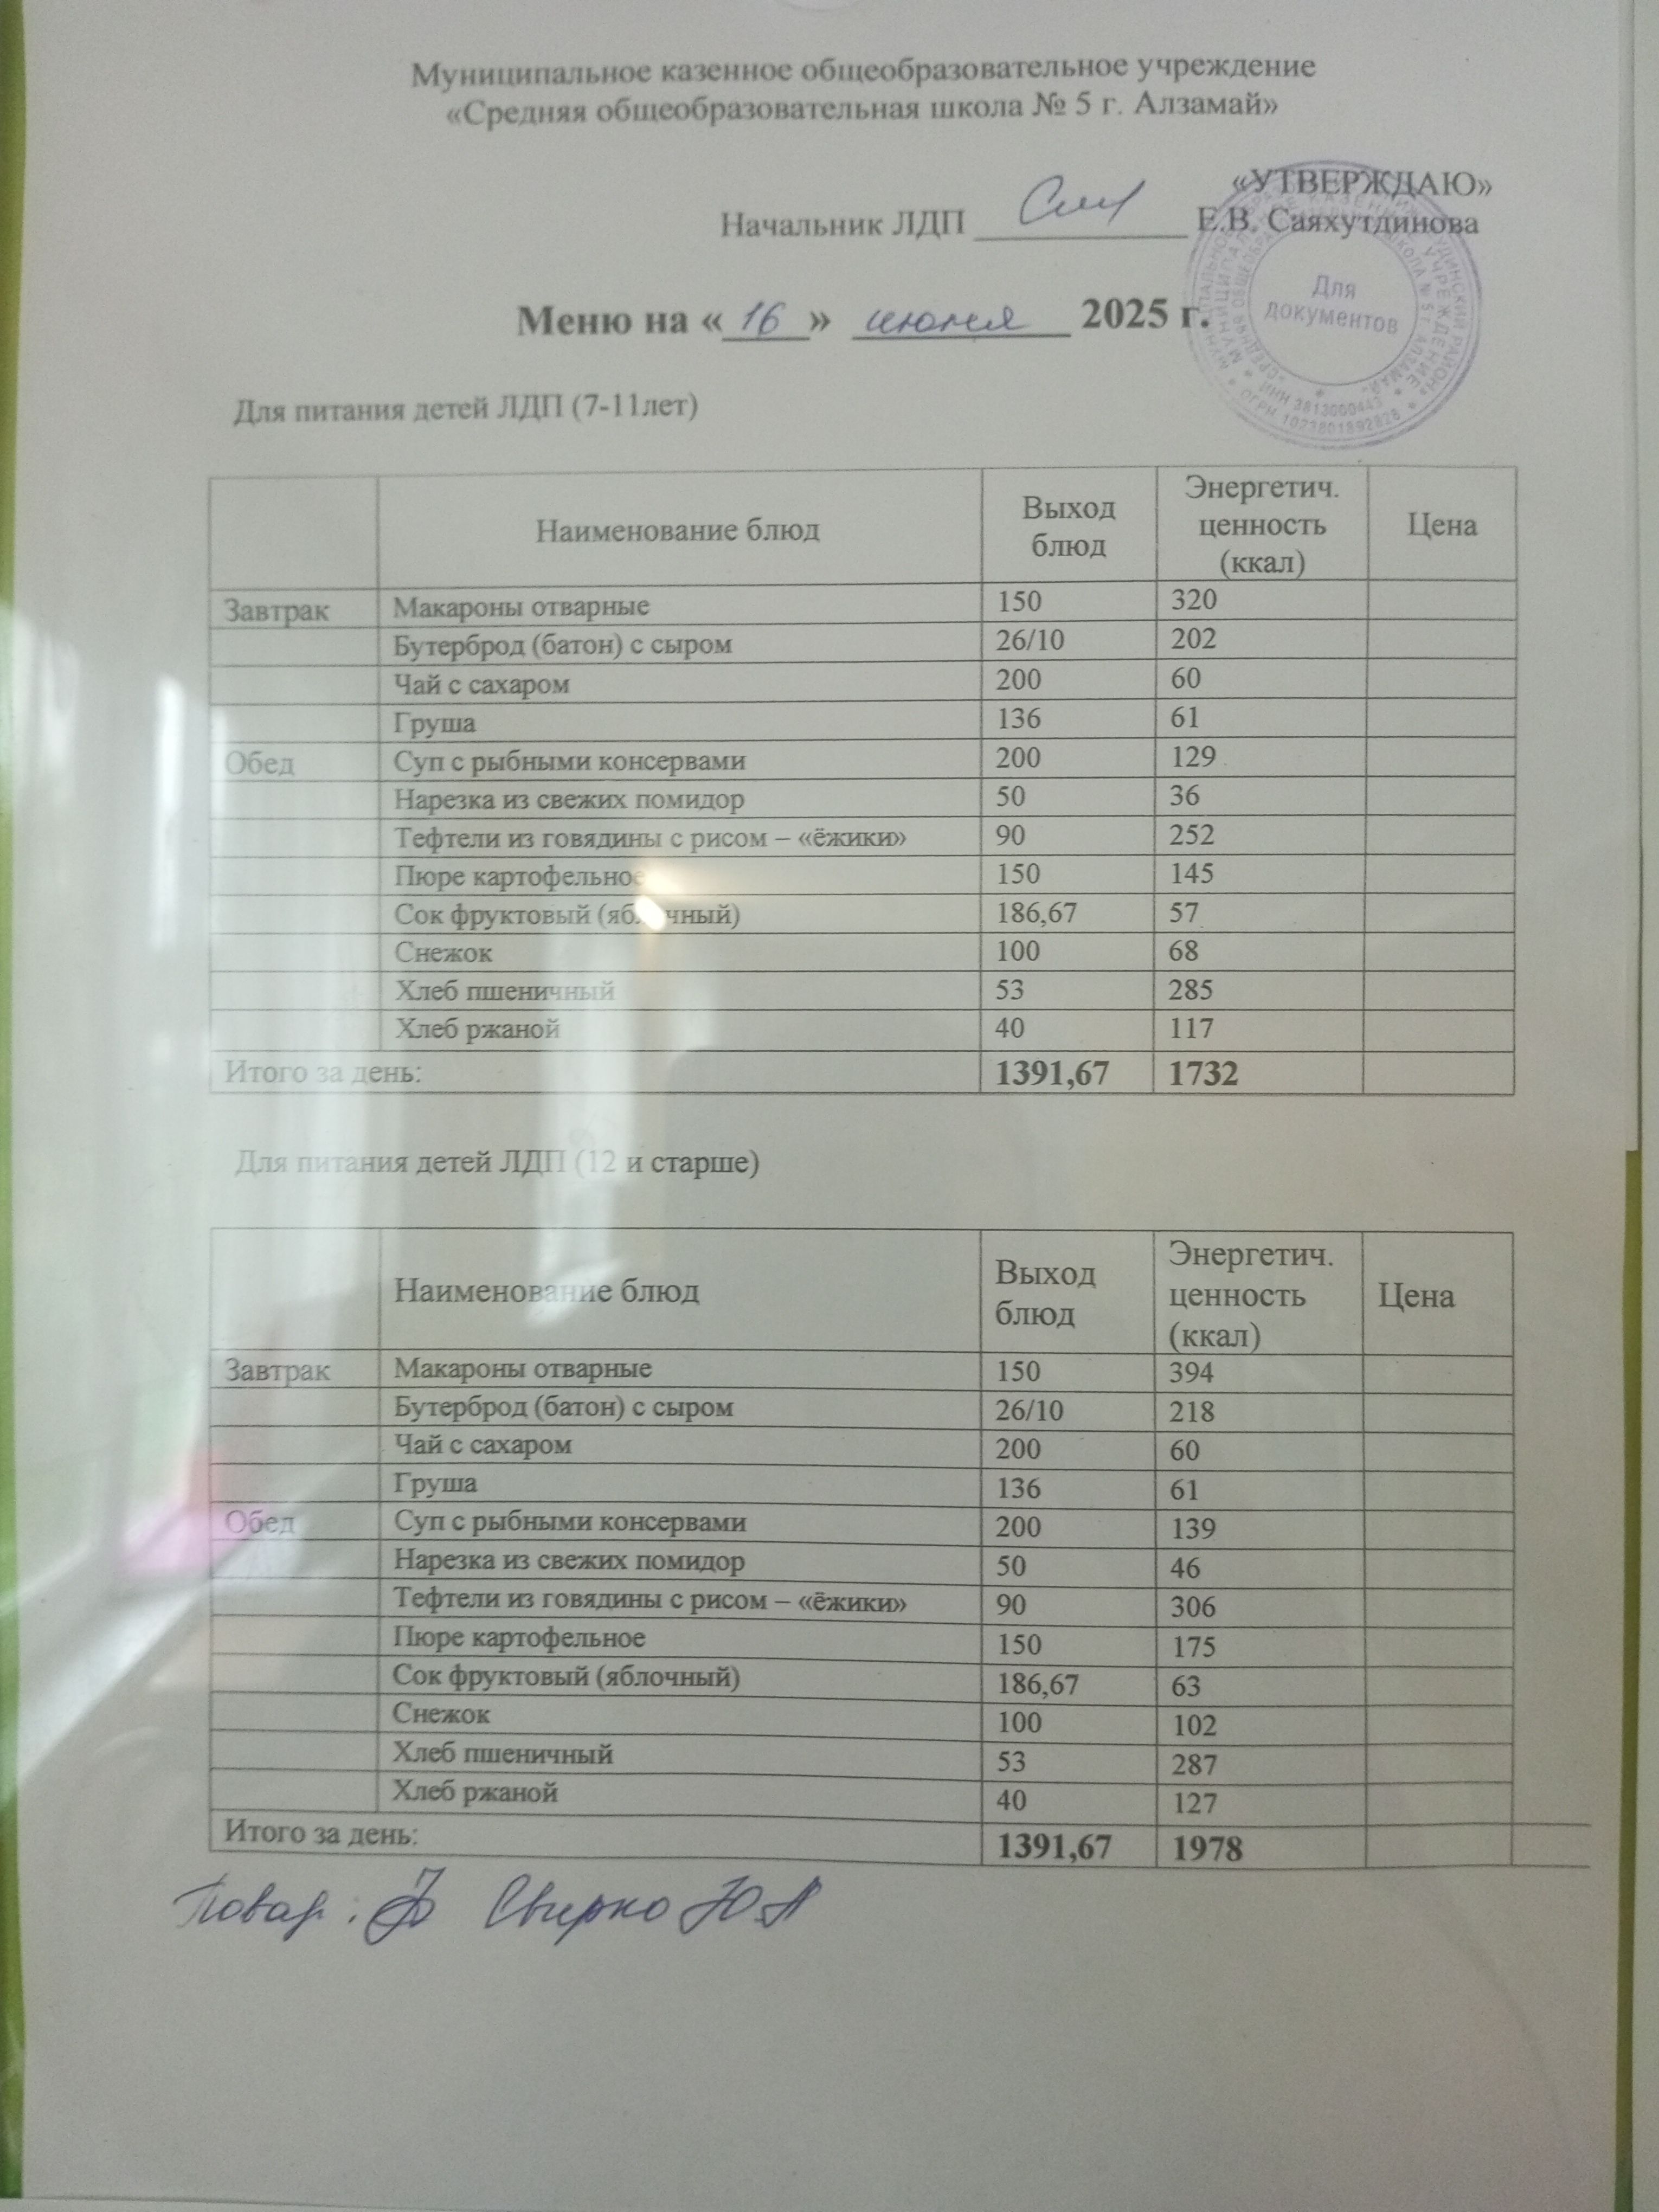 Муниципальное казенное общеобразовательное учреждение
«Средняя общеобразовательная школа № 5 г. Алзамай»
«УТВЕРЖДАЮ»
Начальник ЛДП Е.В. Саяхутдинова
Меню на «16» июня 2025 г.
Для документов
Для питания детей ЛДП (7-11лет)
Наименование блюд Выход блюд Энергетич. ценность (ккал) Цена
Завтрак Макароны отварные 150 320
Бутерброд (батон) с сыром 26/10 202
Чай с сахаром 200 60
Груша 136 61
Обед Суп с рыбными консервами 200 129
Нарезка из свежих помидор 50 36
Тефтели из говядины с рисом – «ёжики» 90 252
Пюре картофельное 150 145
Сок фруктовый (яблочный) 186,67 57
Снежок 100 68
Хлеб пшеничный 53 285
Хлеб ржаной 40 117
Итого за день: 1391,67 1732
Для питания детей ЛДП (12 и старше)
Наименование блюд Выход блюд Энергетич. ценность (ккал) Цена
Завтрак Макароны отварные 150 394
Бутерброд (батон) с сыром 26/10 218
Чай с сахаром 200 60
Груша 136 61
Обед Суп с рыбными консервами 200 139
Нарезка из свежих помидор 50 46
Тефтели из говядины с рисом – «ёжики» 90 306
Пюре картофельное 150 175
Сок фруктовый (яблочный) 186,67 63
Снежок 100 102
Хлеб пшеничный 53 287
Хлеб ржаной 40 127
Итого за день: 1391,67 1978
Повар: Свирко Ю.А